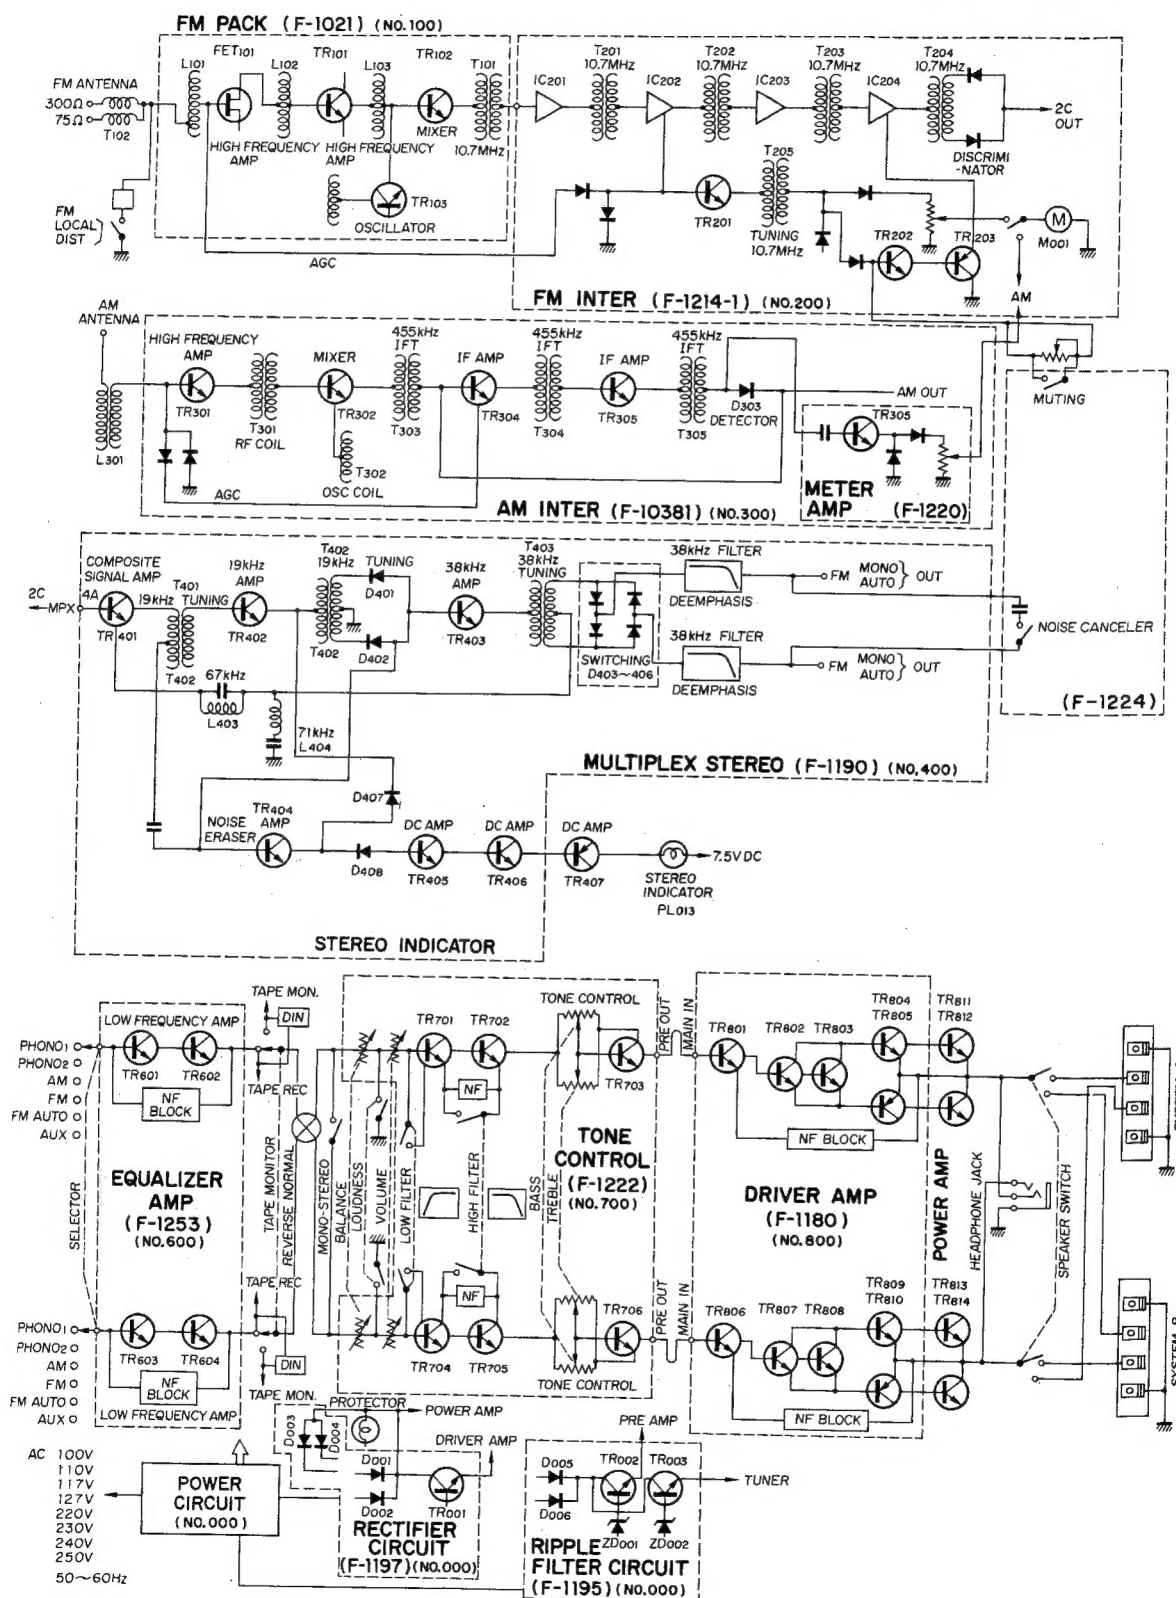 FM PACK (F-1021) (NO.100)
FM ANTENNA
300Ω
75Ω
T102
L101
FET101
L102
TR101
L103
TR102
T101
MIXER
HIGH FREQUENCY AMP
HIGH FREQUENCY AMP
10.7MHz
TR103
OSCILLATOR
FM LOCAL DIST
AGC
IC201
T201
10.7MHz
IC202
T202
10.7MHz
IC203
T203
10.7MHz
IC204
T204
10.7MHz
2C OUT
DISCRIMI
-NATOR
TR201
T205
TUNING
10.7MHz
TR202
TR203
M
M001
AM
FM INTER (F-1214-1) (NO.200)
AM ANTENNA
L301
HIGH FREQUENCY
AMP
TR301
T301
RF COIL
MIXER
TR302
T302
OSC COIL
455kHz
IFT
T303
IF AMP
TR304
455kHz
IFT
T304
IF AMP
TR305
455kHz
IFT
T305
D303
DETECTOR
AM OUT
TR305
METER AMP (F-1220)
AGC
AM INTER (F-10381) (NO.300)
MUTING
NOISE CANCELER
(F-1224)
COMPOSITE
SIGNAL AMP
2C
MPX
4A
TR401
19kHz
T401
TUNING
T402
19kHz
AMP
TR402
T402
19kHz
TUNING
D401
T402
D402
38kHz
AMP
TR403
T403
38kHz
TUNING
SWITCHING
D403~406
38kHz FILTER
DEEMPHASIS
FM MONO
AUTO
OUT
38kHz FILTER
DEEMPHASIS
FM MONO
AUTO
OUT
67kHz
L403
71kHz
L404
MULTIPLEX STEREO (F-1190) (NO,400)
D407
NOISE
ERASER
TR404
AMP
D408
DC AMP
TR405
DC AMP
TR406
DC AMP
TR407
7.5V DC
STEREO
INDICATOR
PL013
STEREO INDICATOR
PHONO1
PHONO2
AM
FM
FM AUTO
AUX
SELECTOR
LOW FREQUENCY AMP
TR601
TR602
NF
BLOCK
EQUALIZER
AMP
(F-1253)
(NO.600)
TR603
TR604
NF
BLOCK
LOW FREQUENCY AMP
PHONO1
PHONO2
AM
FM
FM AUTO
AUX
TAPE MON.
DIN
TAPE REC
TAPE MONITOR
REVERSE NORMAL
MONO-STEREO
BALANCE
LOUDNESS
VOLUME
LOW FILTER
HIGH FILTER
BASS
TREBLE
TAPE REC
DIN
TAPE MON.
TR701
TR702
NF
TONE CONTROL
TR703
TONE
CONTROL
(F-1222)
(NO.700)
NF
TR704
TR705
TR706
TONE CONTROL
PRE OUT
MAIN IN
PRE OUT
MAIN IN
TR801
TR802
TR803
TR804
TR805
TR811
TR812
NF BLOCK
DRIVER AMP
(F-1180)
(NO.800)
POWER AMP
HEADPHONE JACK
SPEAKER SWITCH
TR806
TR807
TR808
TR809
TR810
TR813
TR814
NF BLOCK
AC 100V
110V
117V
127V
220V
230V
240V
250V
50~60Hz
POWER
CIRCUIT
(NO.000)
D003
D004
PROTECTOR
POWER AMP
DRIVER AMP
D001
D002
TR001
RECTIFIER
CIRCUIT
(F-1197) (NO.000)
PRE AMP
D005
D006
TR002
TR003
TUNER
ZD001
ZD002
RIPPLE
FILTER CIRCUIT
(F-1195) (NO.000)